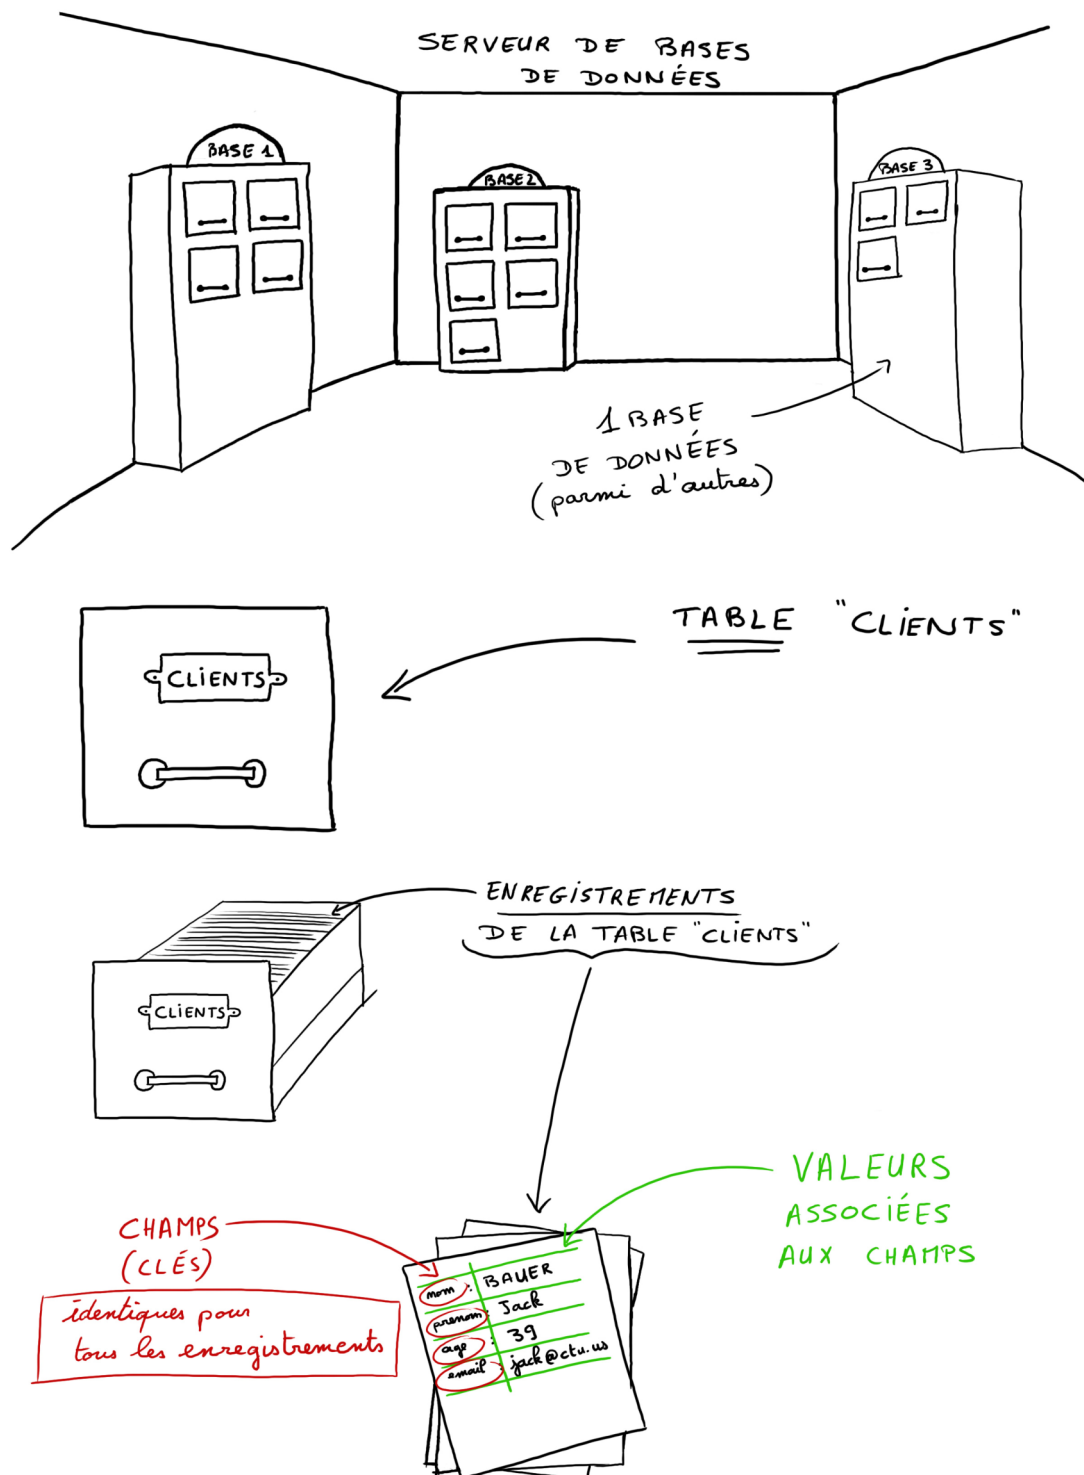 SERVEUR DE BASES
DE DONNÉES
BASE 1
BASE 2
BASE 3
1 BASE
DE DONNÉES
(parmi d'autres)
TABLE "CLIENTS"
CLIENTS
ENREGISTREMENTS
DE LA TABLE "CLIENTS"
CLIENTS
VALEURS
ASSOCIÉES
AUX CHAMPS
CHAMPS
(CLÉS)
identiques pour
tous les enregistrements
nom : BAUER
prenom : Jack
age : 39
email : jack@ctu.us